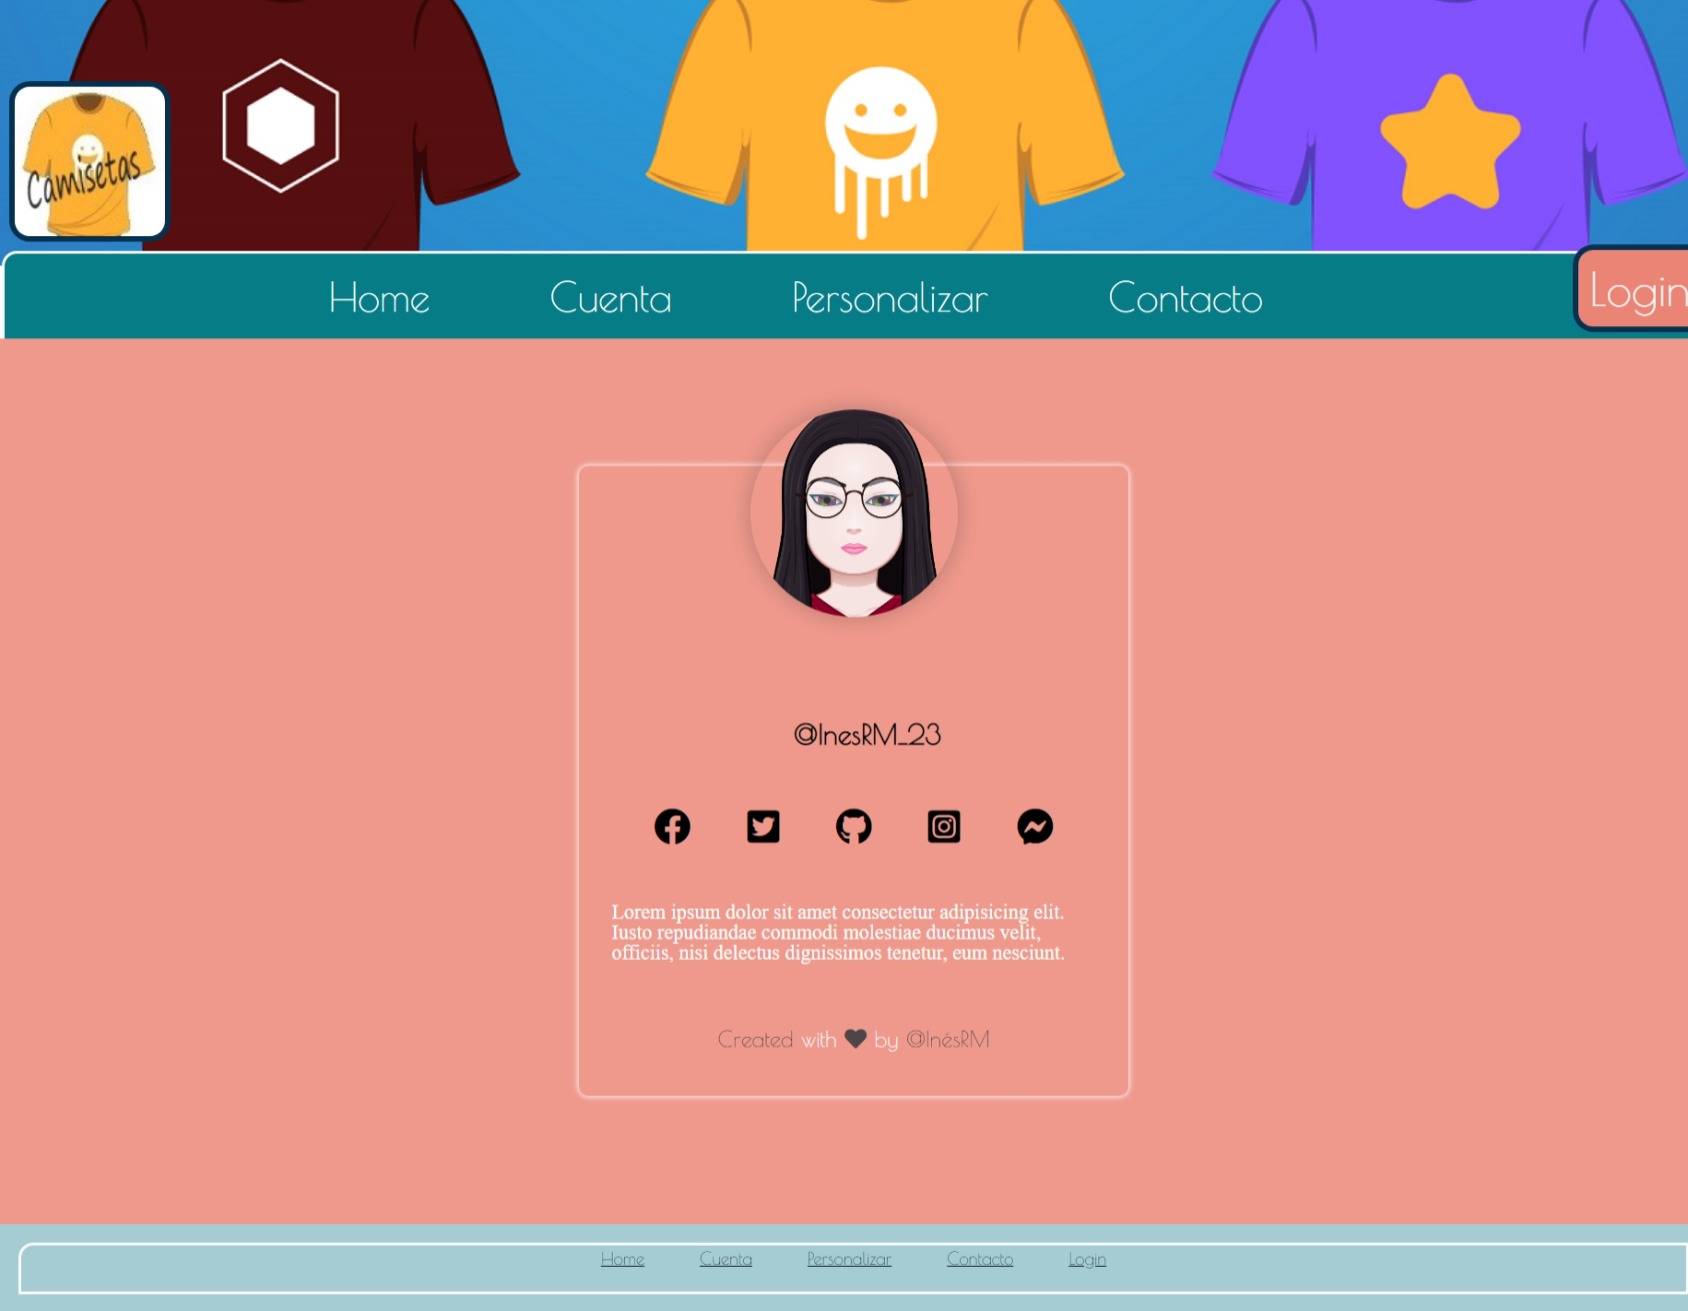 Camisetas
Home Cuenta Personalizar Contacto Login
@InesRM_23
Lorem ipsum dolor sit amet consectetur adipisicing elit.
Iusto repudiandae commodi molestiae ducimus velit,
officiis, nisi delectus dignissimos tenetur, eum nesciunt.
Created with by @InésRM
Home Cuenta Personalizar Contacto Login